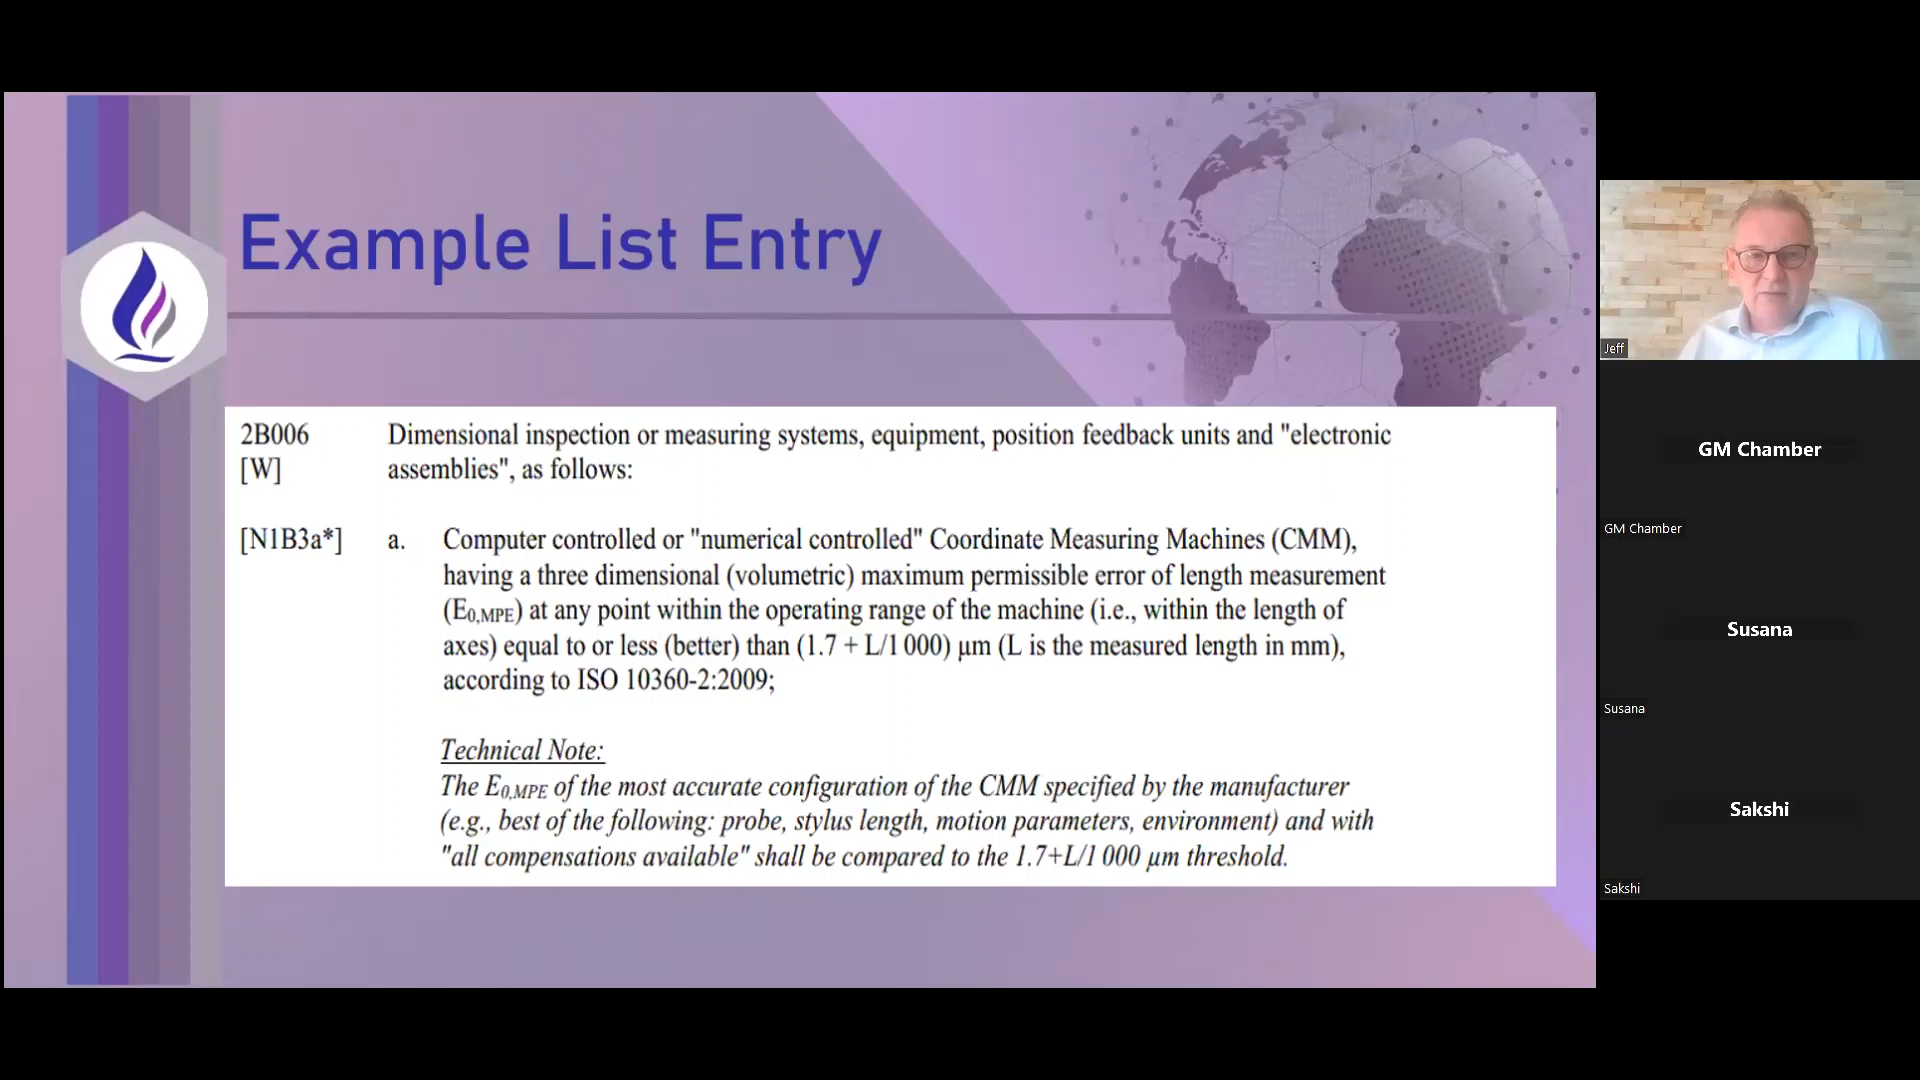 Example List Entry
2B006 Dimensional inspection or measuring systems, equipment, position feedback units and "electronic
[W] assemblies", as follows:
[N1B3a*] a. Computer controlled or "numerical controlled" Coordinate Measuring Machines (CMM),
having a three dimensional (volumetric) maximum permissible error of length measurement
(E0,MPE) at any point within the operating range of the machine (i.e., within the length of
axes) equal to or less (better) than (1.7 + L/1 000) µm (L is the measured length in mm),
according to ISO 10360-2:2009;
Technical Note:
The E0,MPE of the most accurate configuration of the CMM specified by the manufacturer
(e.g., best of the following: probe, stylus length, motion parameters, environment) and with
"all compensations available" shall be compared to the 1.7+L/1 000 µm threshold.
Jeff
GM Chamber
GM Chamber
Susana
Susana
Sakshi
Sakshi